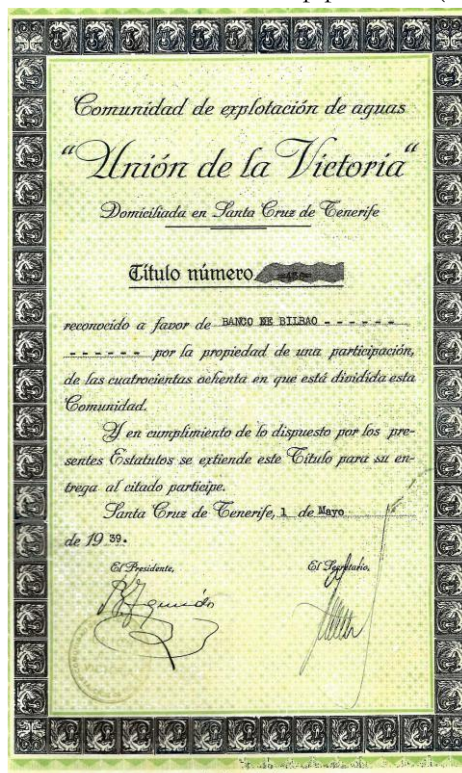 Comunidad de explotación de aguas
"Unión de la Victoria"
Domiciliada en Santa Cruz de Tenerife
Título número
reconocido a favor de BANCO DE BILBAO - - - - - -
- - - - - - por la propiedad de una participación,
de las cuatrocientas ochenta en que está dividida esta
Comunidad.
Y en cumplimiento de lo dispuesto por los pre-
sentes Estatutos se extiende este Título para su en-
trega al citado partícipe.
Santa Cruz de Tenerife, 1 de Mayo
de 19 39.
El Presidente,
El Secretario,